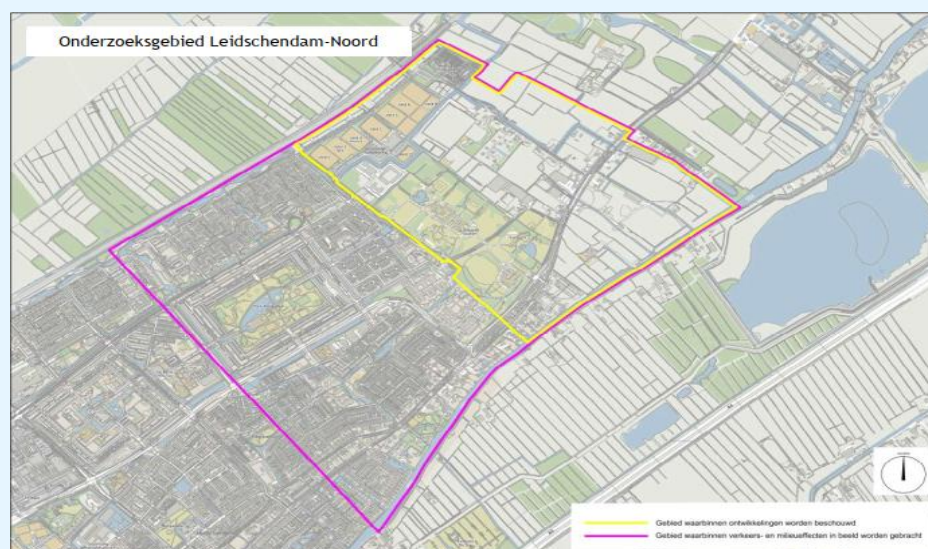 Onderzoeksgebied Leidschendam-Noord
Gebied waarbinnen ontwikkelingen worden beschouwd
Gebied waarbinnen verkeers- en milieueffecten in beeld worden gebracht